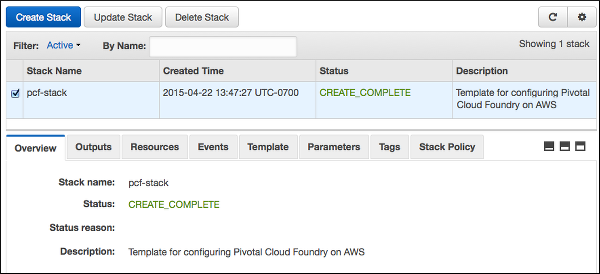 Create Stack Update Stack Delete Stack
Filter: Active By Name: Showing 1 stack
Stack Name Created Time Status Description
pcf-stack 2015-04-22 13:47:27 UTC-0700 CREATE_COMPLETE Template for configuring Pivotal
Cloud Foundry on AWS
Overview Outputs Resources Events Template Parameters Tags Stack Policy
Stack name: pcf-stack
Status: CREATE_COMPLETE
Status reason:
Description: Template for configuring Pivotal Cloud Foundry on AWS